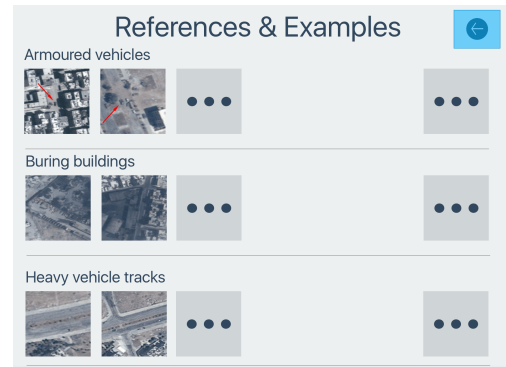 References & Examples
Armoured vehicles
Buring buildings
Heavy vehicle tracks